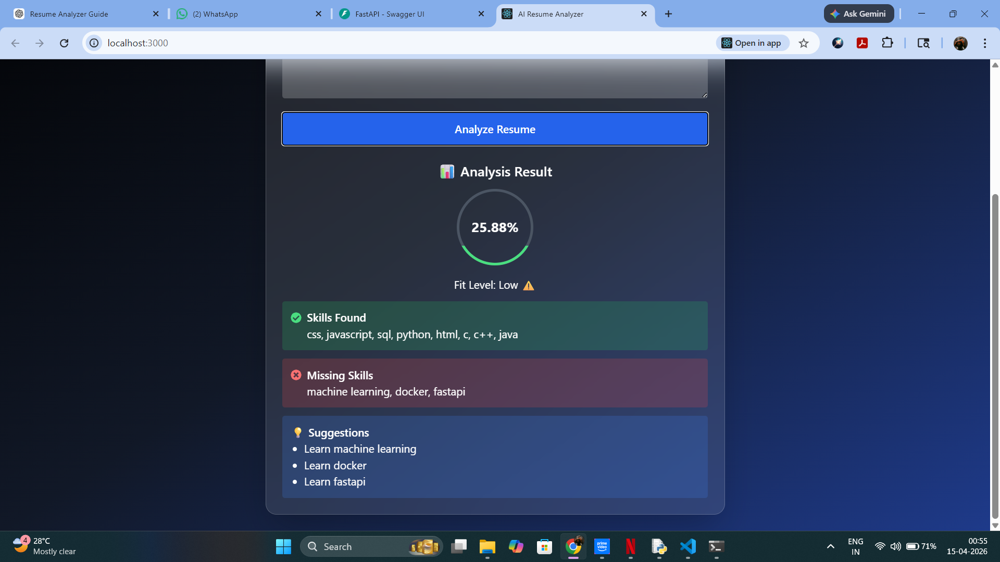 Resume Analyzer Guide
(2) WhatsApp
FastAPI - Swagger UI
AI Resume Analyzer
Ask Gemini
localhost:3000
Open in app
Analyze Resume
Analysis Result
25.88%
Fit Level: Low
Skills Found
css, javascript, sql, python, html, c, c++, java
Missing Skills
machine learning, docker, fastapi
Suggestions
Learn machine learning
Learn docker
Learn fastapi
4
28°C
Mostly clear
Search
prime video
ENG
IN
71%
00:55
15-04-2026